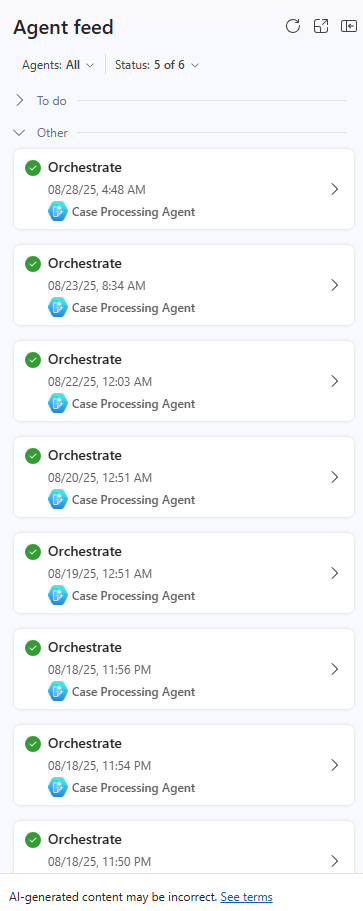 Agent feed
Agents: All
Status: 5 of 6
To do
Other
Orchestrate
08/28/25, 4:48 AM
Case Processing Agent
Orchestrate
08/23/25, 8:34 AM
Case Processing Agent
Orchestrate
08/22/25, 12:03 AM
Case Processing Agent
Orchestrate
08/20/25, 12:51 AM
Case Processing Agent
Orchestrate
08/19/25, 12:51 AM
Case Processing Agent
Orchestrate
08/18/25, 11:56 PM
Case Processing Agent
Orchestrate
08/18/25, 11:54 PM
Case Processing Agent
Orchestrate
08/18/25, 11:50 PM
AI-generated content may be incorrect. See terms